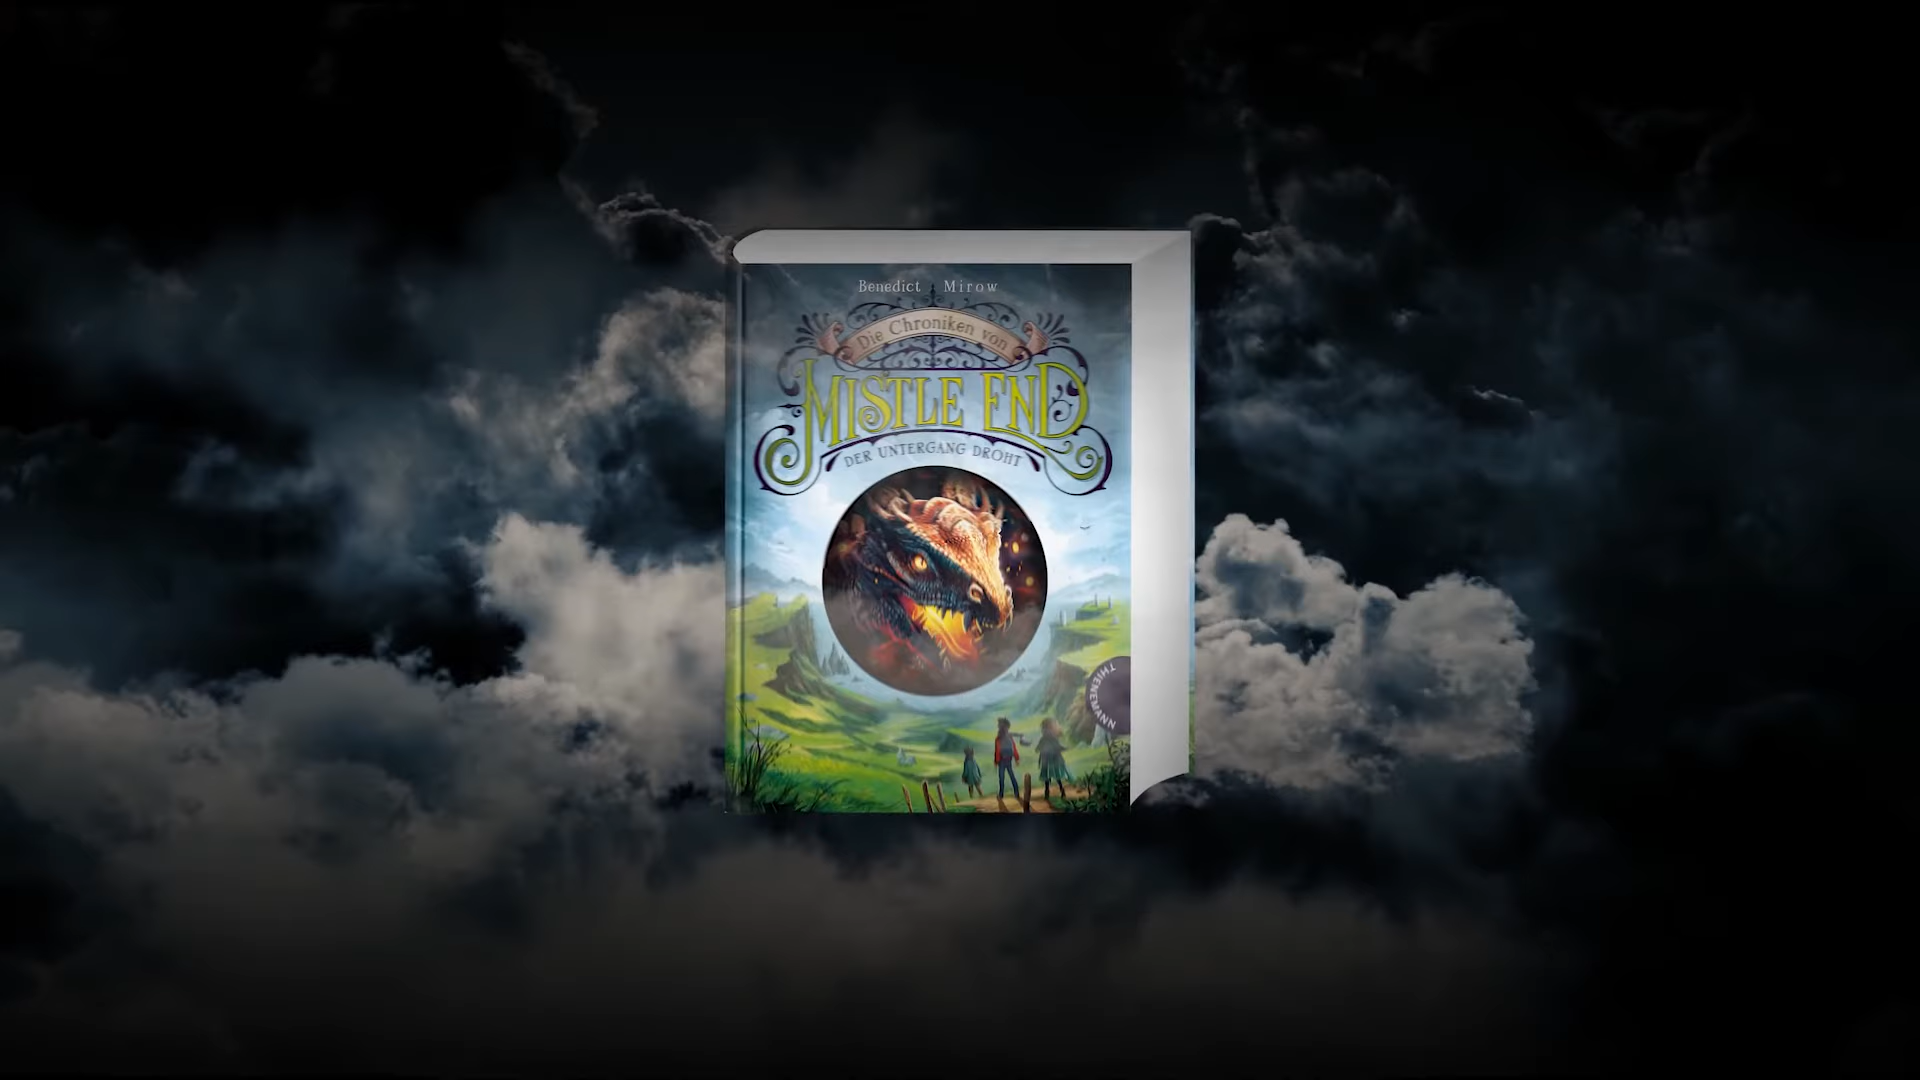 Benedict Mirow
Die Chroniken von
MISTLE END
DER UNTERGANG DROHT
THIENEMANN